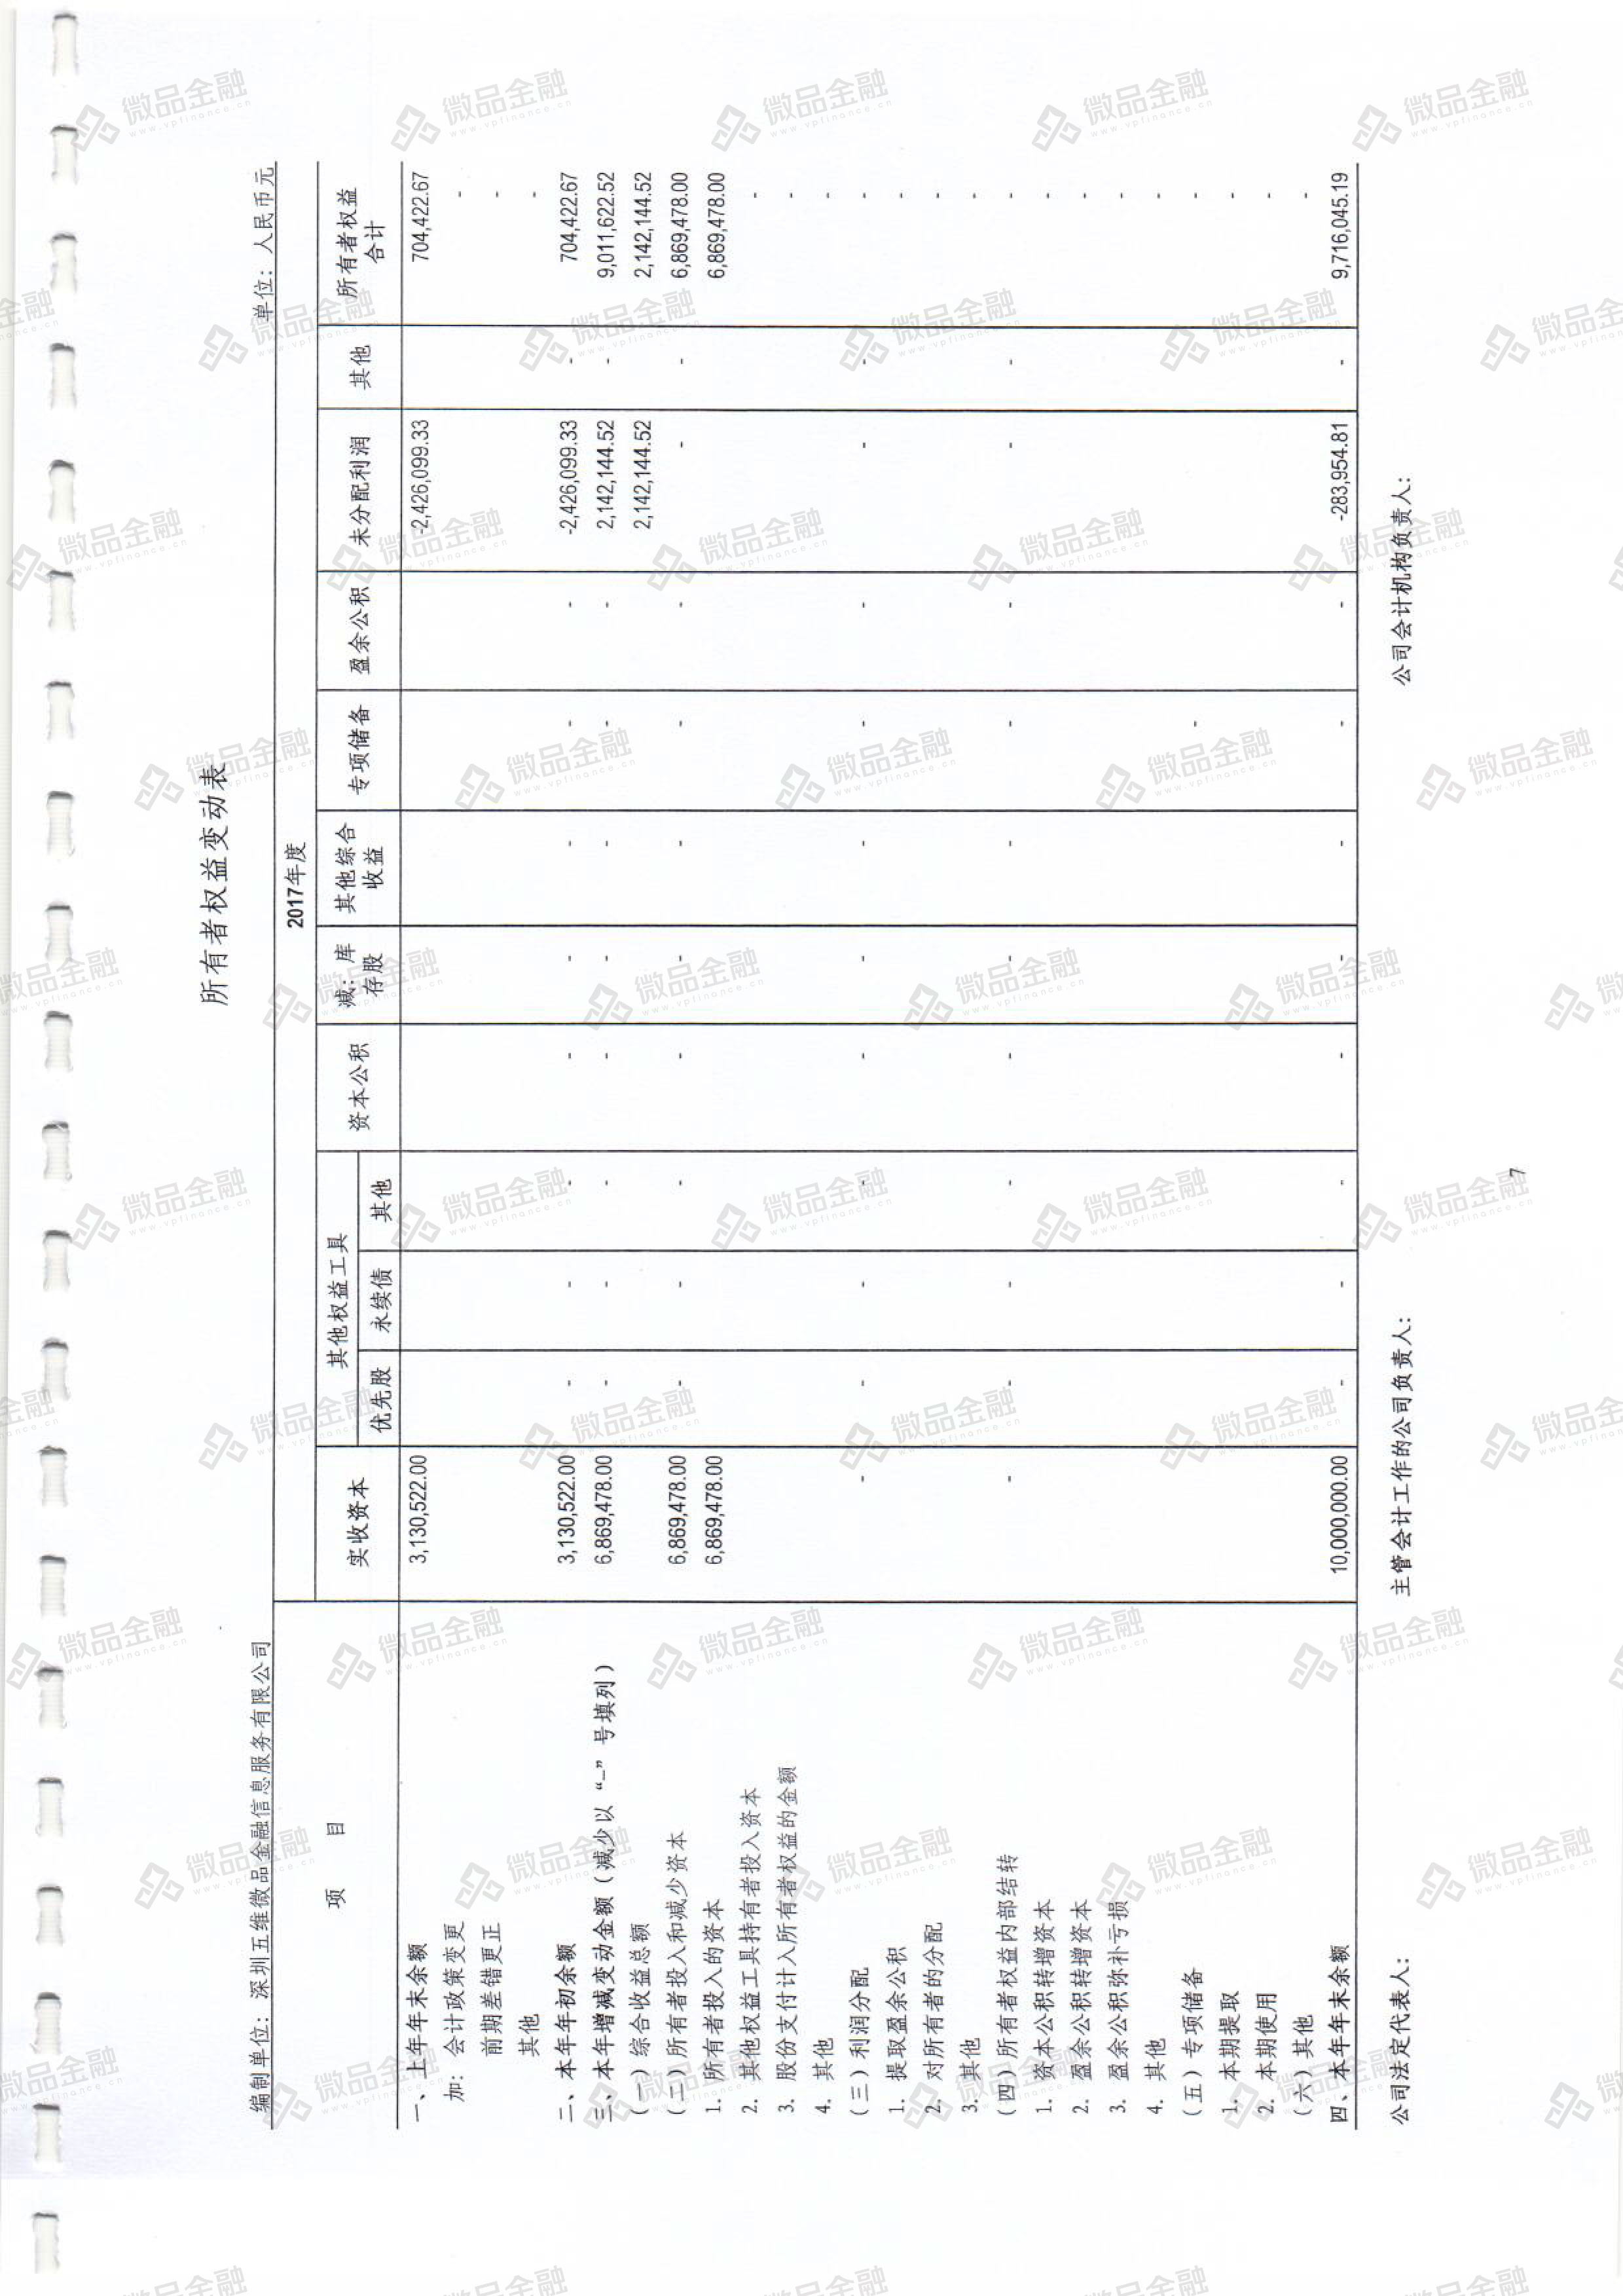 所有者权益变动表
编制单位：深圳五维微品金融信息服务有限公司 单位：人民币元
项 目 2017年度
实收资本 其他权益工具 资本公积 减：库存股 其他综合收益 专项储备 盈余公积 未分配利润 其他 所有者权益合计
优先股 永续债 其他
一、上年年末余额 3,130,522.00 -2,426,099.33 704,422.67
加：会计政策变更 -
前期差错更正 -
其他 -
二、本年年初余额 3,130,522.00 - - - - - - - - -2,426,099.33 - 704,422.67
三、本年增减变动金额（减少以“-”号填列） 6,869,478.00 - - - - - - - - 2,142,144.52 - 9,011,622.52
（一）综合收益总额 2,142,144.52 2,142,144.52
（二）所有者投入和减少资本 6,869,478.00 - - - - - - - - - - 6,869,478.00
1. 所有者投入的资本 6,869,478.00 6,869,478.00
2. 其他权益工具持有者投入资本 -
3. 股份支付计入所有者权益的金额 -
4. 其他 -
（三）利润分配 - - - - - - - - - - - -
1. 提取盈余公积 -
2. 对所有者的分配 -
3. 其他 -
（四）所有者权益内部结转 - - - - - - - - - - - -
1. 资本公积转增资本 -
2. 盈余公积转增资本 -
3. 盈余公积弥补亏损 -
4. 其他 -
（五）专项储备 - -
1. 本期提取 -
2. 本期使用 -
（六）其他 -
四、本年年末余额 10,000,000.00 - - - - - - - - -283,954.81 - 9,716,045.19
公司法定代表人： 主管会计工作的公司负责人： 公司会计机构负责人：
7
微品金融
www.vpfinance.cn